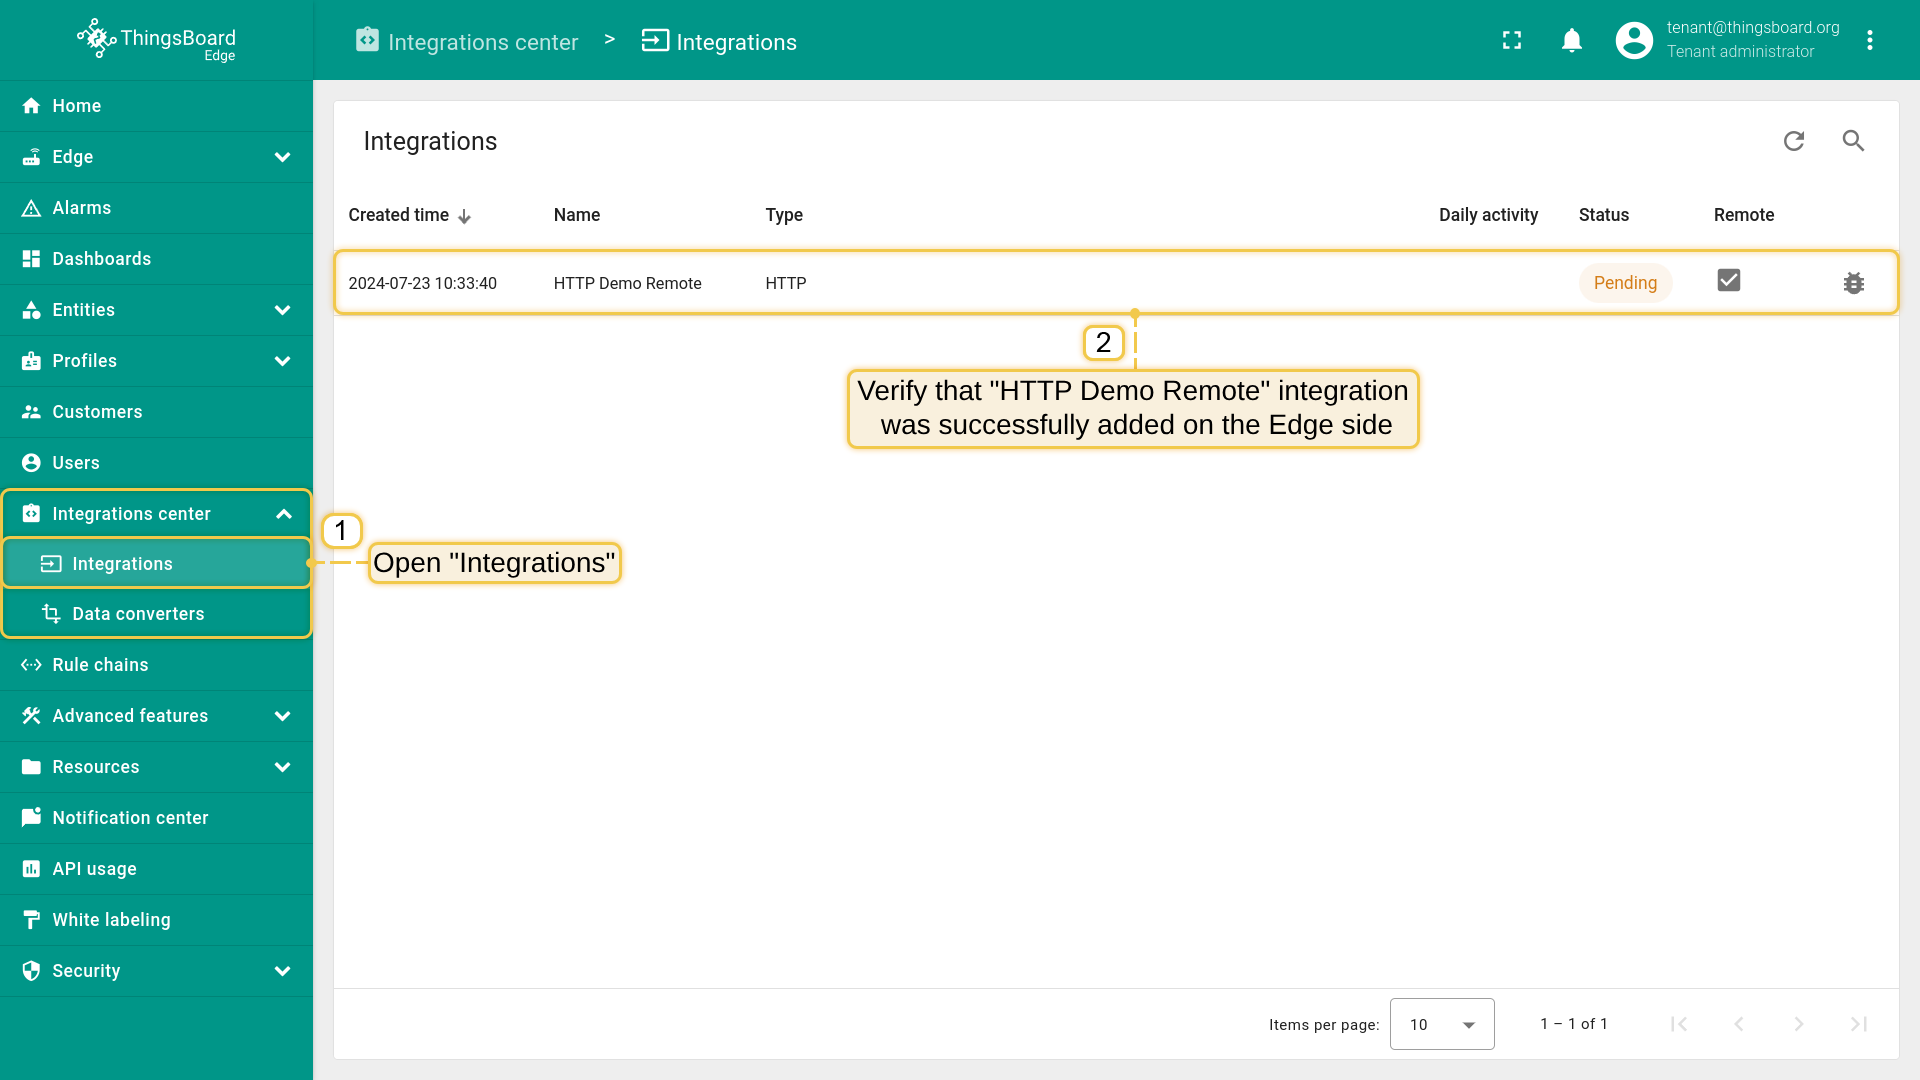 ThingsBoard
Edge
Integrations center > Integrations
tenant@thingsboard.org
Tenant administrator
Home
Edge
Alarms
Dashboards
Entities
Profiles
Customers
Users
Integrations center
Integrations
Data converters
Rule chains
Advanced features
Resources
Notification center
API usage
White labeling
Security
Integrations
Created time Name Type Daily activity Status Remote
2024-07-23 10:33:40 HTTP Demo Remote HTTP Pending
2
Verify that "HTTP Demo Remote" integration
was successfully added on the Edge side
1
Open "Integrations"
Items per page: 10 1 – 1 of 1